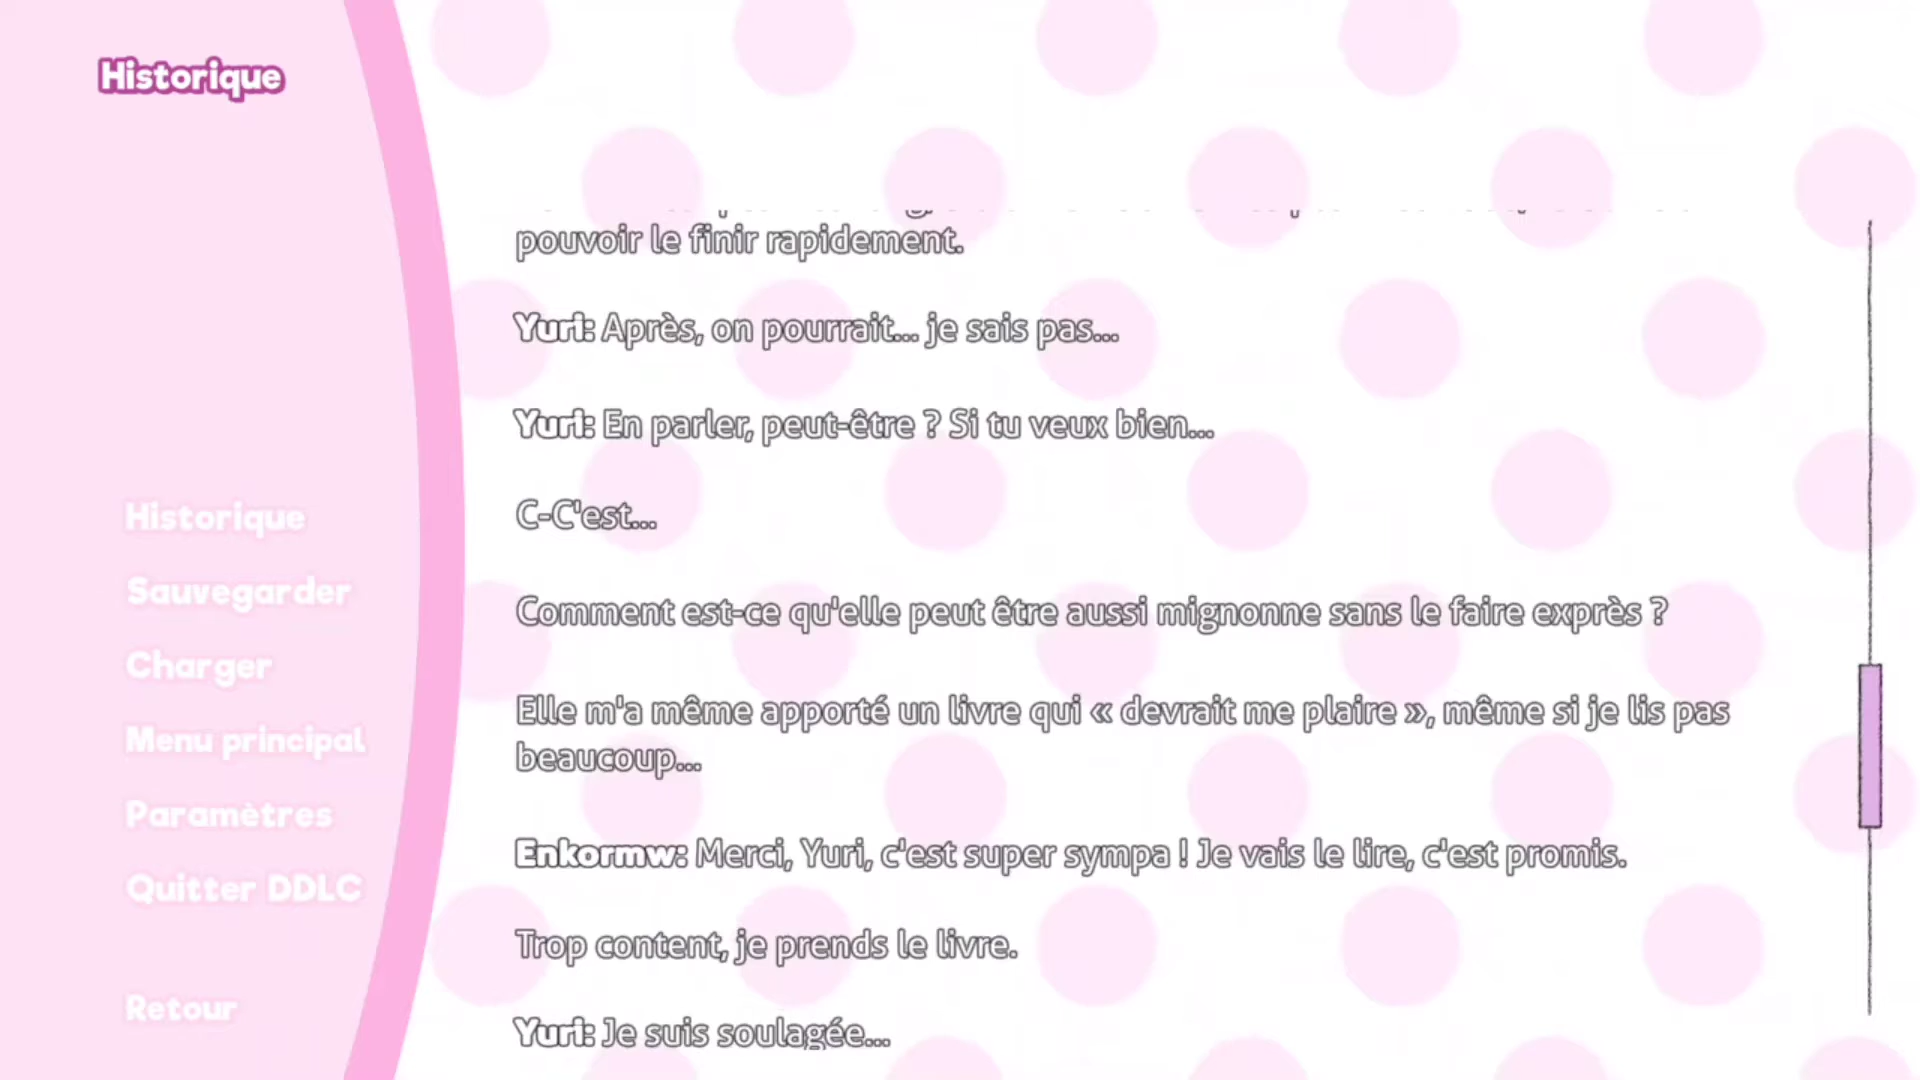 Historique
pouvoir le finir rapidement.
Yuri: Après, on pourrait... je sais pas...
Yuri: En parler, peut-être ? Si tu veux bien...
C-C'est...
Comment est-ce qu'elle peut être aussi mignonne sans le faire exprès ?
Elle m'a même apporté un livre qui « devrait me plaire », même si je lis pas
beaucoup...
Enkormw: Merci, Yuri, c'est super sympa ! Je vais le lire, c'est promis.
Trop content, je prends le livre.
Yuri: Je suis soulagée...
Historique
Sauvegarder
Charger
Menu principal
Paramètres
Quitter DDLC
Retour